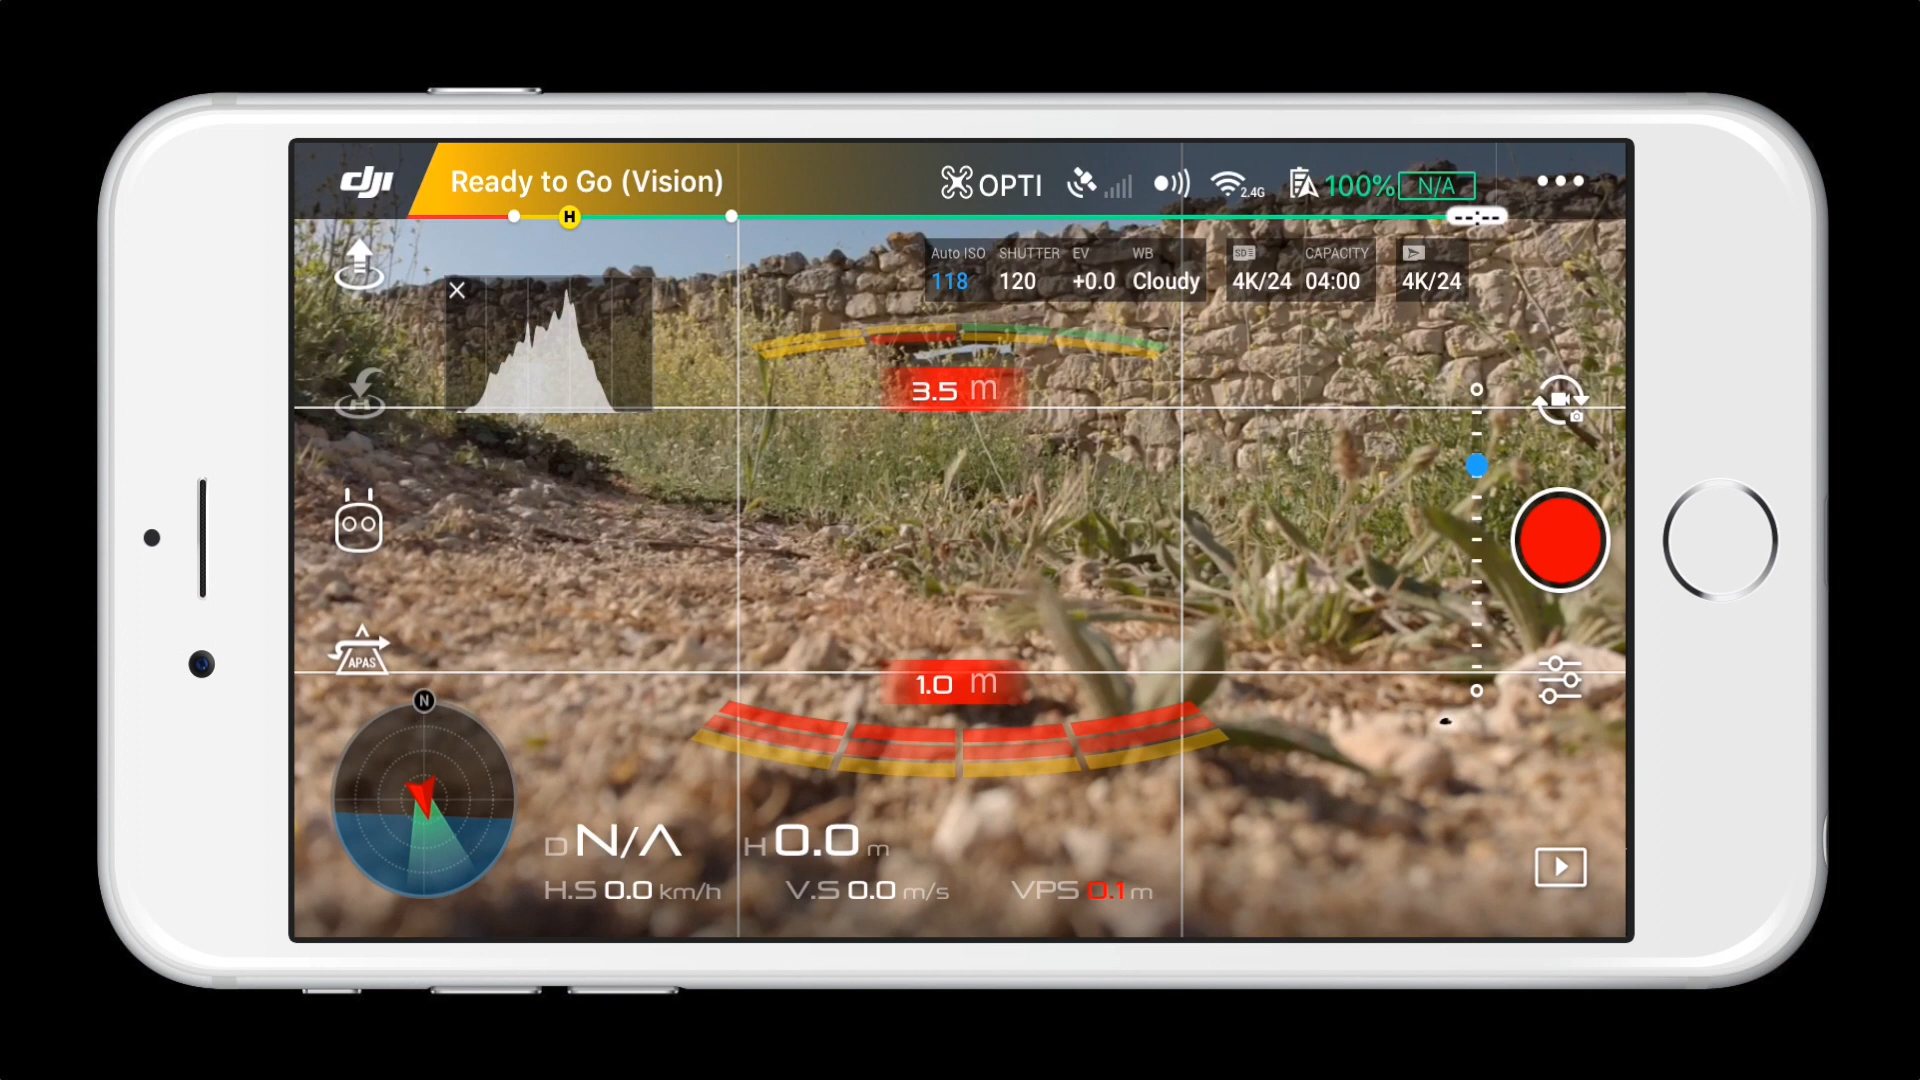 dji
Ready to Go (Vision)
OPTI
2.4G
100%
N/A
H
Auto ISO SHUTTER EV WB
118 120 +0.0 Cloudy
SD CAPACITY
4K/24 04:00
4K/24
3.5 m
1.0 m
APAS
N
D N/A H 0.0 m
H.S 0.0 km/h V.S 0.0 m/s VPS 0.1 m